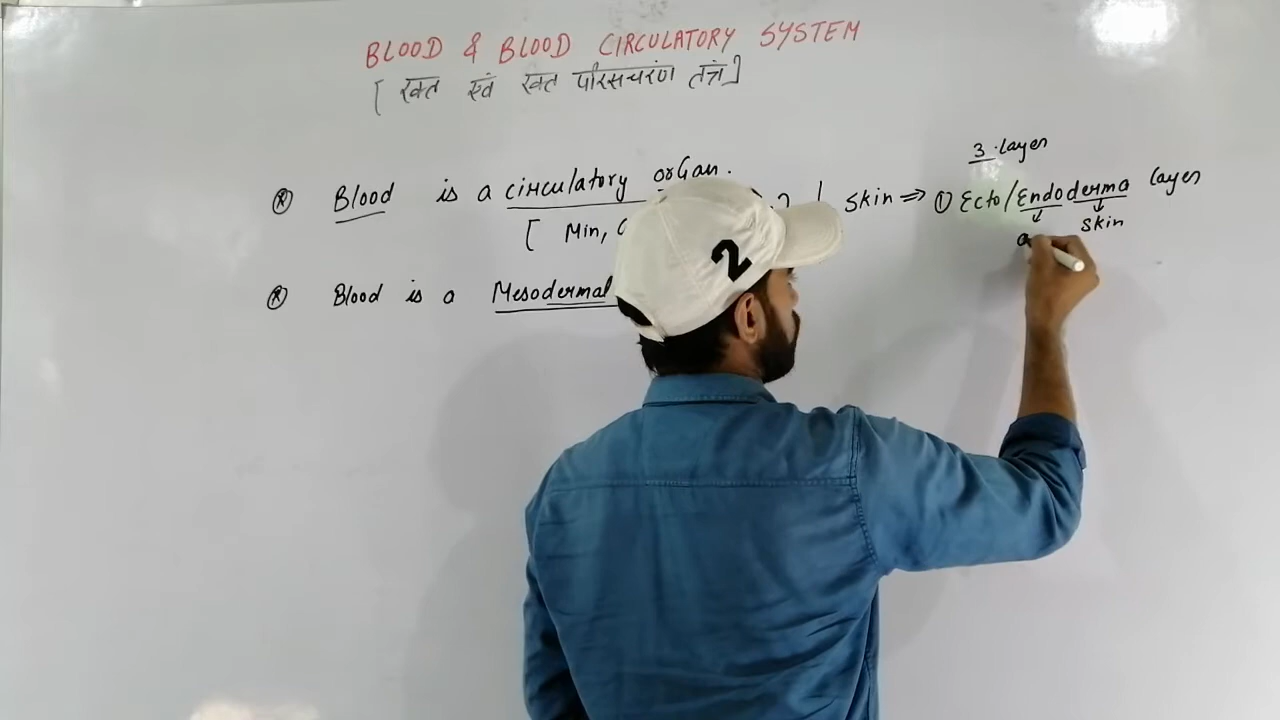 BLOOD & BLOOD CIRCULATORY SYSTEM
[ रक्त एवं रक्त परिसंचरण तंत्र ]
3 layer
⊛ Blood is a circulatory orGan.
[ Min,
Skin ⇒ ① Ecto/Endoderma layer
skin
⊛ Blood is a Mesodermal
2